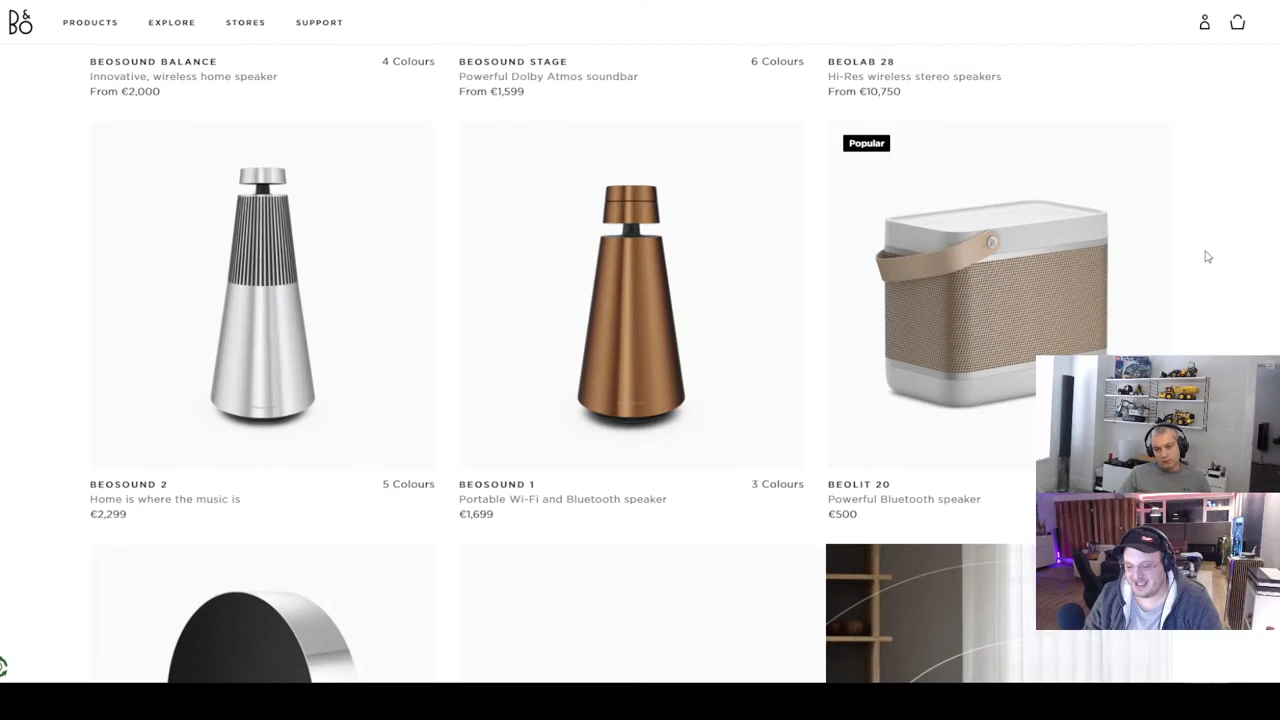 B&O
PRODUCTS EXPLORE STORES SUPPORT
BEOSOUND BALANCE 4 Colours
Innovative, wireless home speaker
From €2,000
BEOSOUND STAGE 6 Colours
Powerful Dolby Atmos soundbar
From €1,599
BEOLAB 28
Hi-Res wireless stereo speakers
From €10,750
Popular
BEOSOUND 2 5 Colours
Home is where the music is
€2,299
BEOSOUND 1 3 Colours
Portable Wi-Fi and Bluetooth speaker
€1,699
BEOLIT 20
Powerful Bluetooth speaker
€500